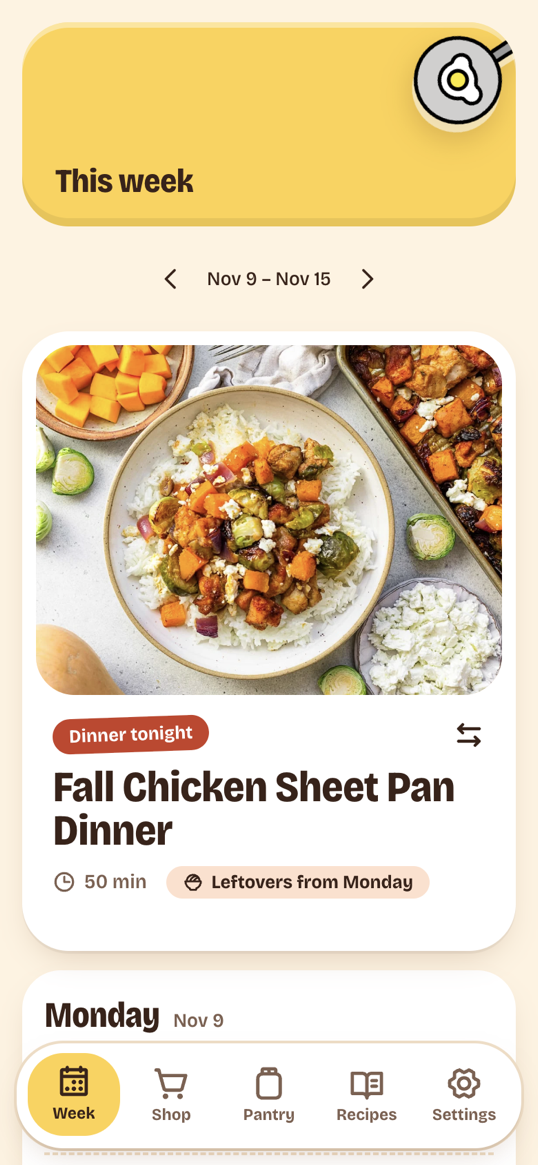 This week
Nov 9 – Nov 15
Dinner tonight
Fall Chicken Sheet Pan
Dinner
50 min
Leftovers from Monday
Monday Nov 9
Week
Shop
Pantry
Recipes
Settings